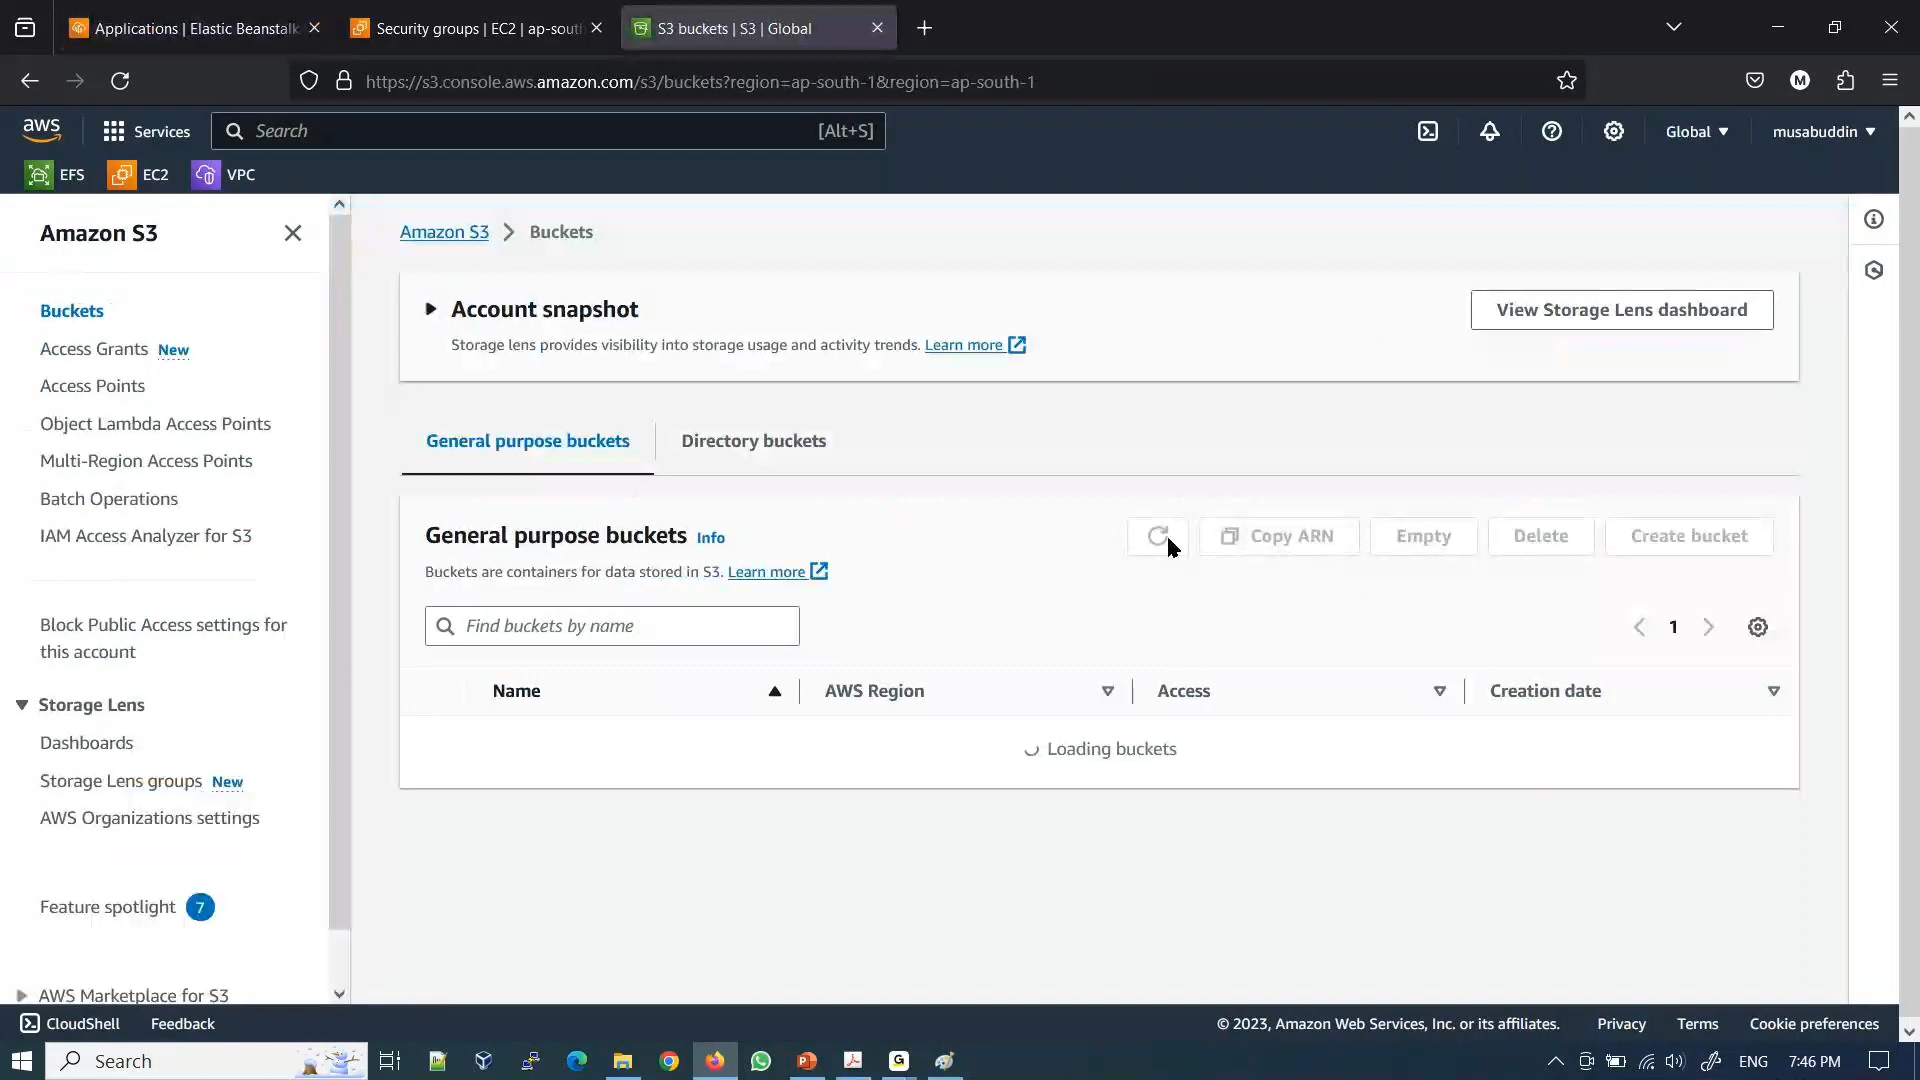 Applications | Elastic Beanstalk
Security groups | EC2 | ap-south
S3 buckets | S3 | Global
https://s3.console.aws.amazon.com/s3/buckets?region=ap-south-1&region=ap-south-1
M
aws
Services
Search
[Alt+S]
Global
musabuddin
EFS
EC2
VPC
Amazon S3
Buckets
Access Grants New
Access Points
Object Lambda Access Points
Multi-Region Access Points
Batch Operations
IAM Access Analyzer for S3
Block Public Access settings for
this account
Storage Lens
Dashboards
Storage Lens groups New
AWS Organizations settings
Feature spotlight 7
AWS Marketplace for S3
Amazon S3 > Buckets
Account snapshot
View Storage Lens dashboard
Storage lens provides visibility into storage usage and activity trends. Learn more
General purpose buckets
Directory buckets
General purpose buckets Info
Copy ARN
Empty
Delete
Create bucket
Buckets are containers for data stored in S3. Learn more
Find buckets by name
1
Name
AWS Region
Access
Creation date
Loading buckets
CloudShell
Feedback
© 2023, Amazon Web Services, Inc. or its affiliates.
Privacy
Terms
Cookie preferences
Search
ENG
7:46 PM